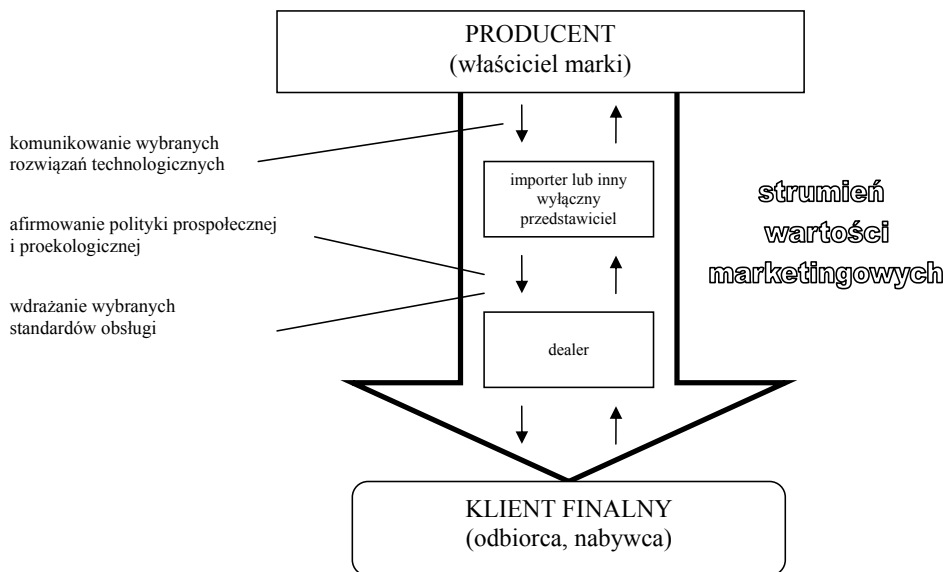 PRODUCENT
(właściciel marki)
komunikowanie wybranych
rozwiązań technologicznych
importer lub inny
wyłączny
przedstawiciel
strumień
wartości
marketingowych
afirmowanie polityki prospołecznej
i proekologicznej
wdrażanie wybranych
standardów obsługi
dealer
KLIENT FINALNY
(odbiorca, nabywca)